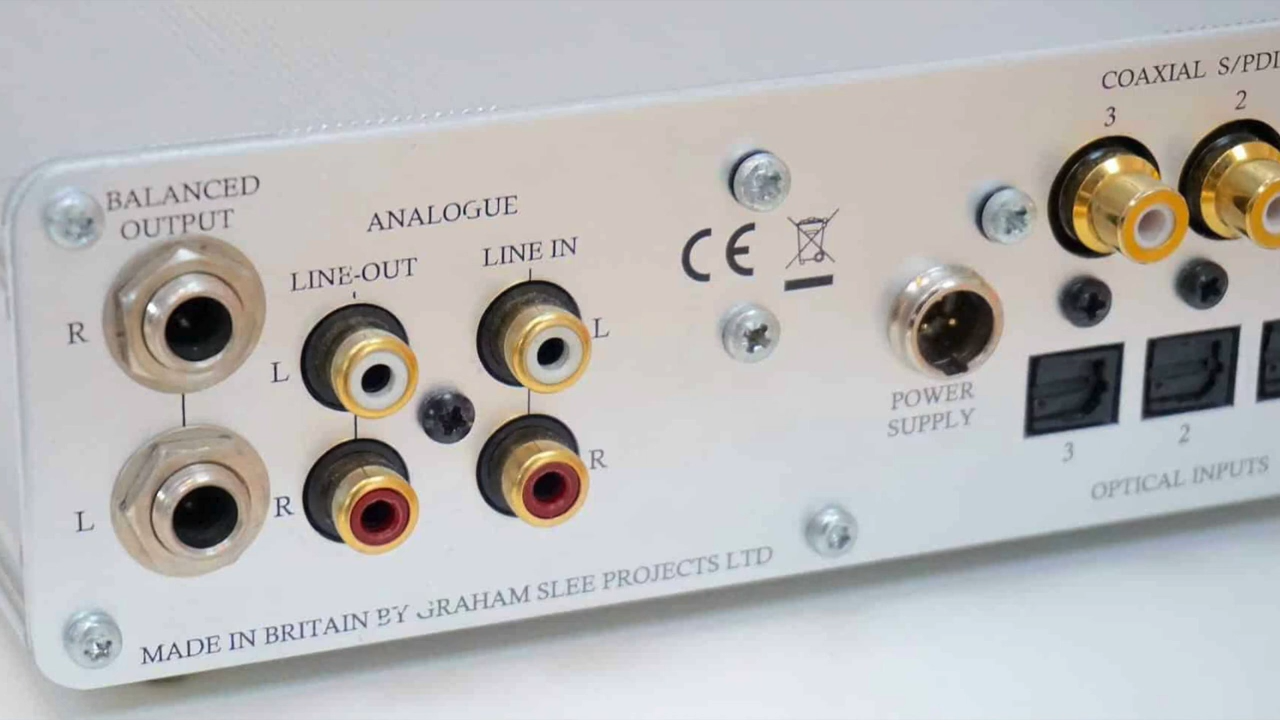 BALANCED
OUTPUT
R
L
ANALOGUE
LINE-OUT
L
R
LINE IN
L
R
CE
POWER
SUPPLY
COAXIAL S/PDI
3
2
3
2
OPTICAL INPUTS
MADE IN BRITAIN BY GRAHAM SLEE PROJECTS LTD